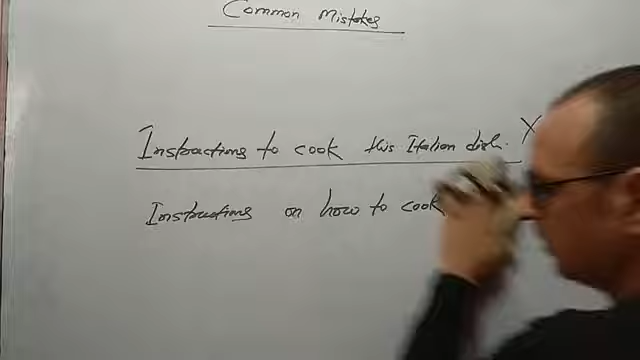 Common Mistakes
Instructions to cook this Italian dish. X
Instructions on how to cook